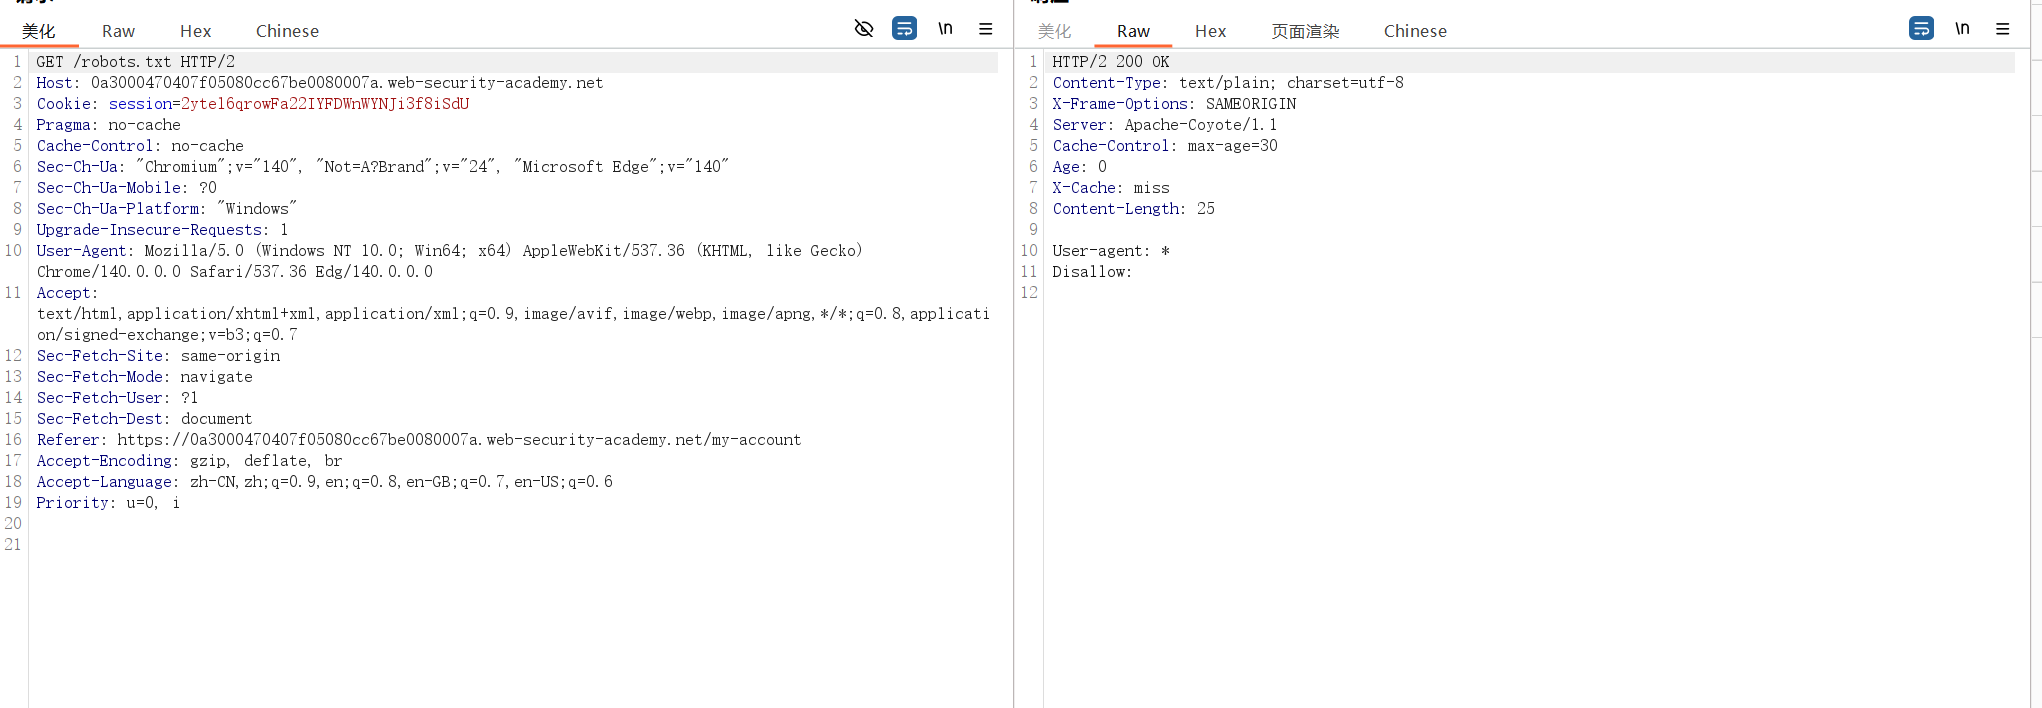 美化 Raw Hex Chinese \n
1 GET /robots.txt HTTP/2
2 Host: 0a3000470407f05080cc67be0080007a.web-security-academy.net
3 Cookie: session=2ytel6qrowFa22IYFDWnWYNJi3f8iSdU
4 Pragma: no-cache
5 Cache-Control: no-cache
6 Sec-Ch-Ua: "Chromium";v="140", "Not=A?Brand";v="24", "Microsoft Edge";v="140"
7 Sec-Ch-Ua-Mobile: ?0
8 Sec-Ch-Ua-Platform: "Windows"
9 Upgrade-Insecure-Requests: 1
10 User-Agent: Mozilla/5.0 (Windows NT 10.0; Win64; x64) AppleWebKit/537.36 (KHTML, like Gecko)
Chrome/140.0.0.0 Safari/537.36 Edg/140.0.0.0
11 Accept:
text/html,application/xhtml+xml,application/xml;q=0.9,image/avif,image/webp,image/apng,*/*;q=0.8,applicati
on/signed-exchange;v=b3;q=0.7
12 Sec-Fetch-Site: same-origin
13 Sec-Fetch-Mode: navigate
14 Sec-Fetch-User: ?1
15 Sec-Fetch-Dest: document
16 Referer: https://0a3000470407f05080cc67be0080007a.web-security-academy.net/my-account
17 Accept-Encoding: gzip, deflate, br
18 Accept-Language: zh-CN,zh;q=0.9,en;q=0.8,en-GB;q=0.7,en-US;q=0.6
19 Priority: u=0, i
20
21
美化 Raw Hex 页面渲染 Chinese \n
1 HTTP/2 200 OK
2 Content-Type: text/plain; charset=utf-8
3 X-Frame-Options: SAMEORIGIN
4 Server: Apache-Coyote/1.1
5 Cache-Control: max-age=30
6 Age: 0
7 X-Cache: miss
8 Content-Length: 25
9
10 User-agent: *
11 Disallow:
12